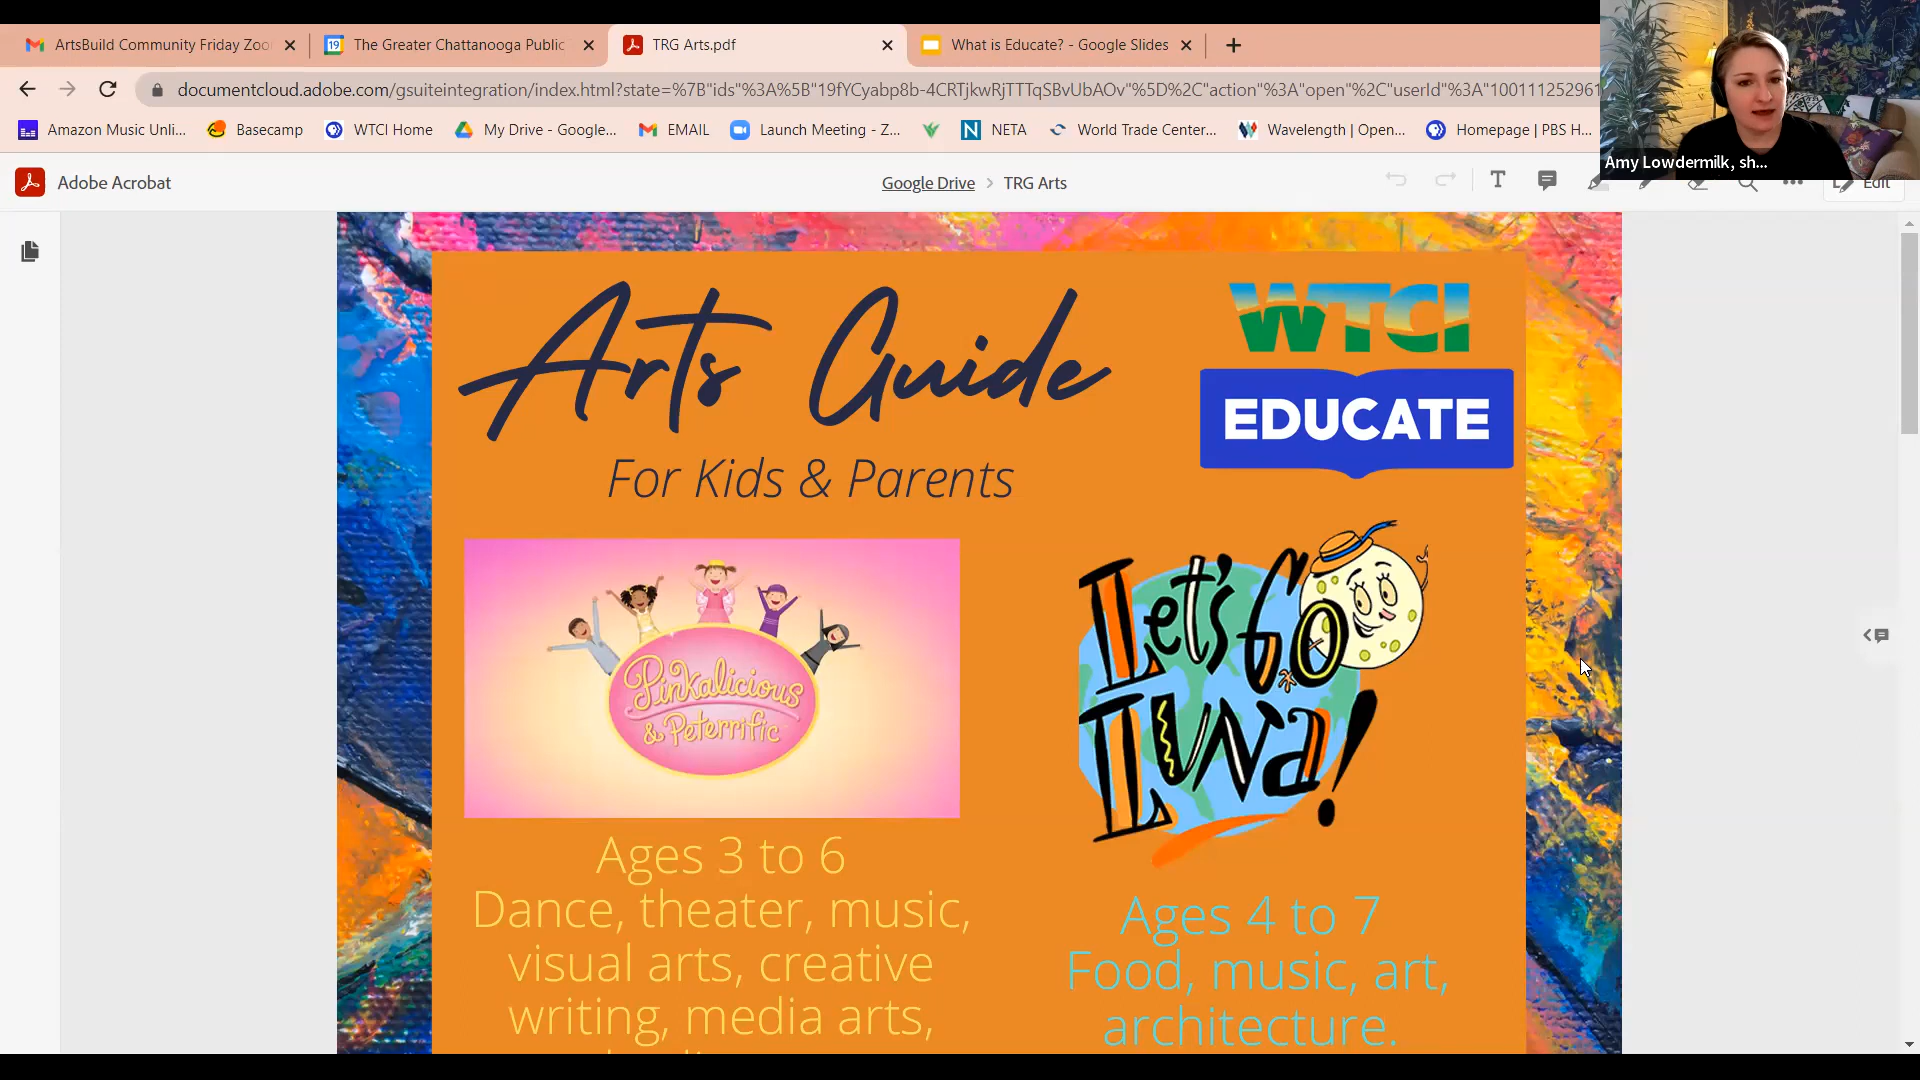 ArtsBuild Community Friday Zoo
19 The Greater Chattanooga Public
TRG Arts.pdf
What is Educate? - Google Slides
documentcloud.adobe.com/gsuiteintegration/index.html?state=%7B"ids"%3A%5B"19fYCyabp8b-4CRTjkwRjTTTqSBvUbAOv"%5D%2C"action"%3A"open"%2C"userId"%3A"100111252961
Amazon Music Unli...
Basecamp
WTCI Home
My Drive - Google...
EMAIL
Launch Meeting - Z...
N NETA
World Trade Center...
Wavelength | Open...
Homepage | PBS H...
Amy Lowdermilk, sh...
Adobe Acrobat
Google Drive > TRG Arts
T
Edit
Arts Guide
For Kids & Parents
WTCI
EDUCATE
Pinkalicious
& Peterrific
Ages 3 to 6
Dance, theater, music,
visual arts, creative
writing, media arts,
Let's Go
Luna!
Ages 4 to 7
Food, music, art,
architecture.